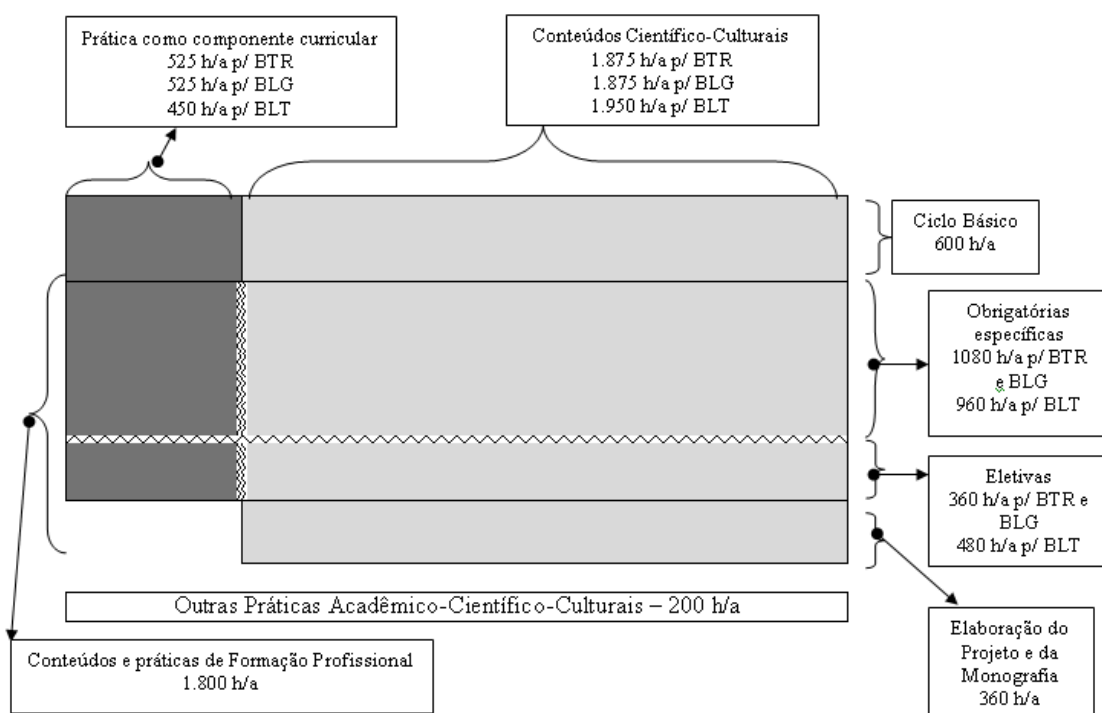 Prática como componente curricular
525 h/a p/ BTR
525 h/a p/ BLG
450 h/a p/ BLT
Conteúdos Científico-Culturais
1.875 h/a p/ BTR
1.875 h/a p/ BLG
1.950 h/a p/ BLT
Ciclo Básico
600 h/a
Obrigatórias
específicas
1080 h/a p/ BTR
e BLG
960 h/a p/ BLT
Eletivas
360 h/a p/ BTR e
BLG
480 h/a p/ BLT
Outras Práticas Acadêmico-Científico-Culturais – 200 h/a
Elaboração do
Projeto e da
Monografia
360 h/a
Conteúdos e práticas de Formação Profissional
1.800 h/a